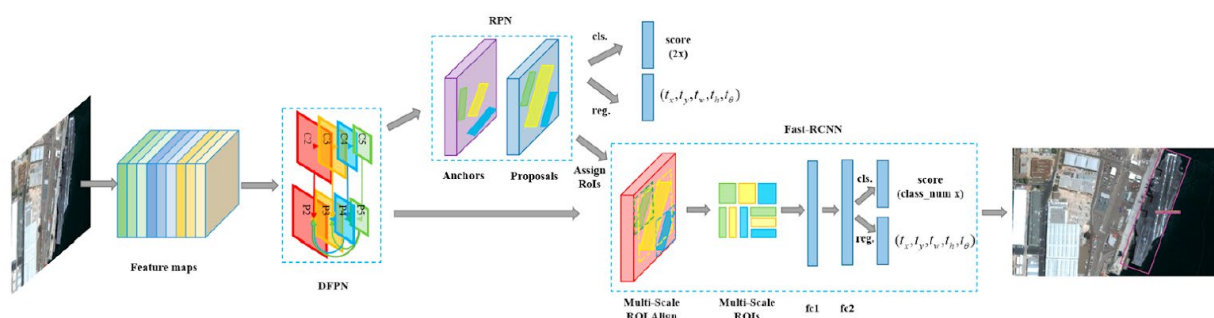 RPN
cls.
score
(2x)
reg.
(t_x,t_y,t_w,t_h,t_θ)
C2
C3
C4
C5
P2
P3
P4
P5
Feature maps
DFPN
Anchors
Proposals
Assign
RoIs
Fast-RCNN
cls.
score
(class_num x)
reg.
(t_x,t_y,t_w,t_h,t_θ)
Multi-Scale
ROI Align
Multi-Scale
ROIs
fc1
fc2